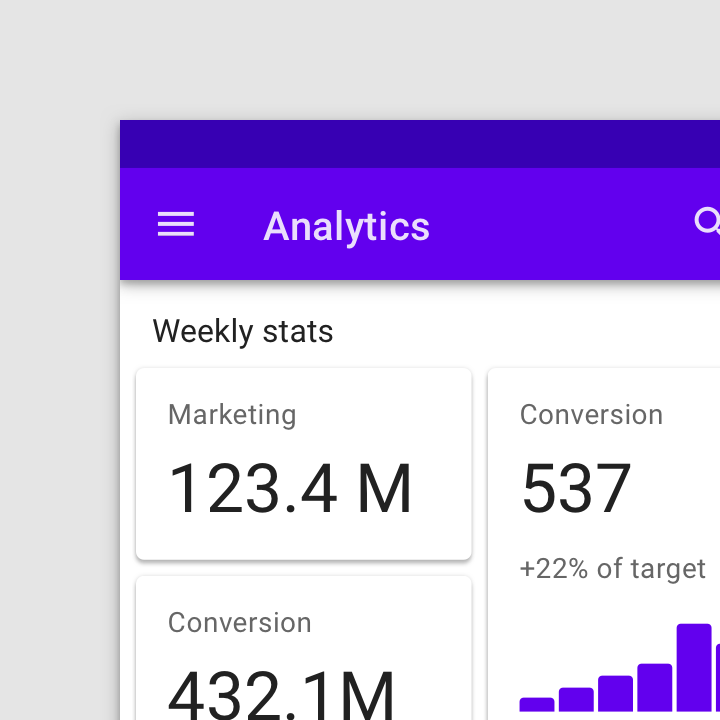 Analytics
Weekly stats
Marketing
123.4 M
Conversion
432.1M
Conversion
537
+22% of target